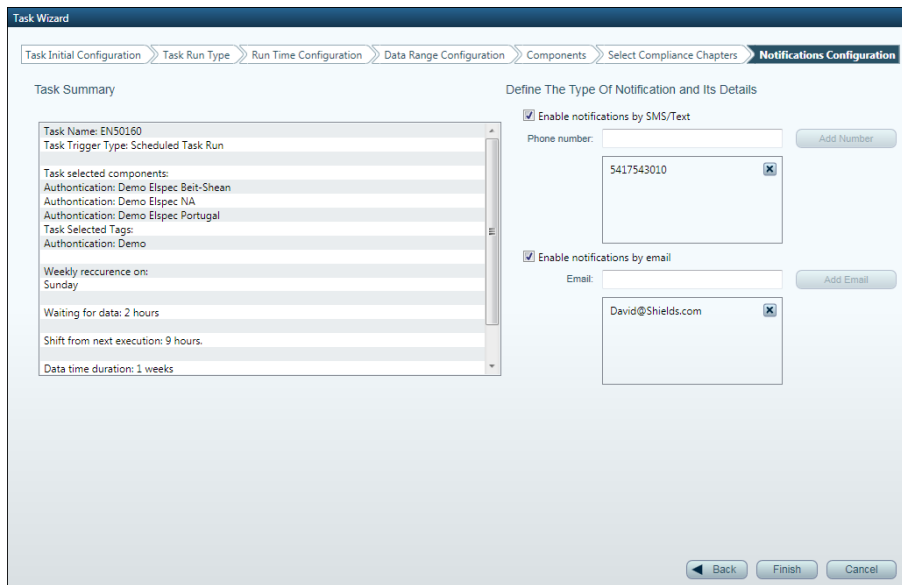 Task Wizard
Task Initial Configuration
Task Run Type
Run Time Configuration
Data Range Configuration
Components
Select Compliance Chapters
Notifications Configuration
Task Summary
Task Name: EN50160
Task Trigger Type: Scheduled Task Run
Task selected components:
Authontication: Demo Elspec Beit-Shean
Authontication: Demo Elspec NA
Authontication: Demo Elspec Portugal
Task Selected Tags:
Authontication: Demo
Weekly reccurence on:
Sunday
Waiting for data: 2 hours
Shift from next execution: 9 hours.
Data time duration: 1 weeks
Define The Type Of Notification and Its Details
Enable notifications by SMS/Text
Phone number:
Add Number
5417543010
Enable notifications by email
Email:
Add Email
David@Shields.com
Back
Finish
Cancel